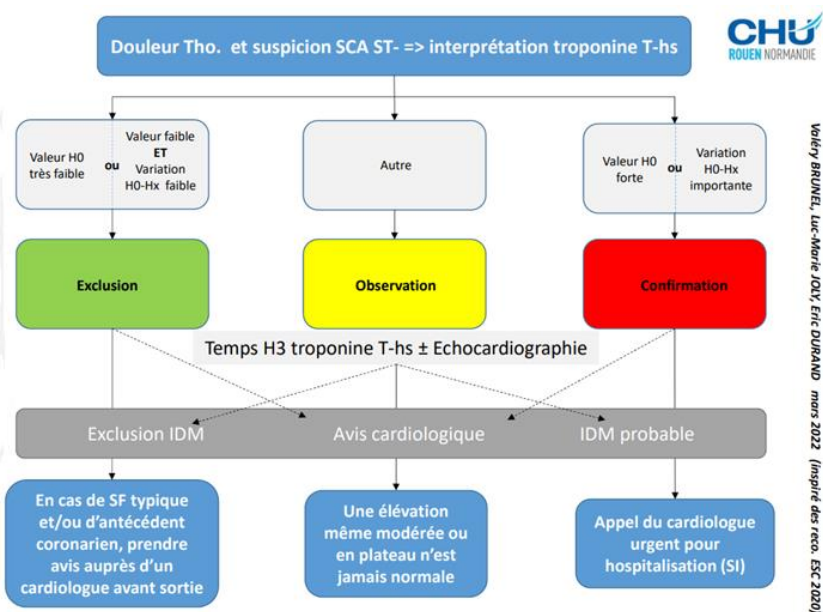 Douleur Tho. et suspicion SCA ST- => interprétation troponine T-hs
CHU
ROUEN NORMANDIE
Valeur H0
très faible
ou
Valeur faible
ET
Variation
H0-Hx faible
Autre
Valeur H0
forte
ou
Variation
H0-Hx
importante
Exclusion
Observation
Confirmation
Temps H3 troponine T-hs ± Echocardiographie
Exclusion IDM
Avis cardiologique
IDM probable
En cas de SF typique
et/ou d’antécédent
coronarien, prendre
avis auprès d’un
cardiologue avant sortie
Une élévation
même modérée ou
en plateau n’est
jamais normale
Appel du cardiologue
urgent pour
hospitalisation (SI)
Valéry BRUNEL, Luc-Marie JOLY, Eric DURAND mars 2022 (inspiré des reco. ESC 2020)